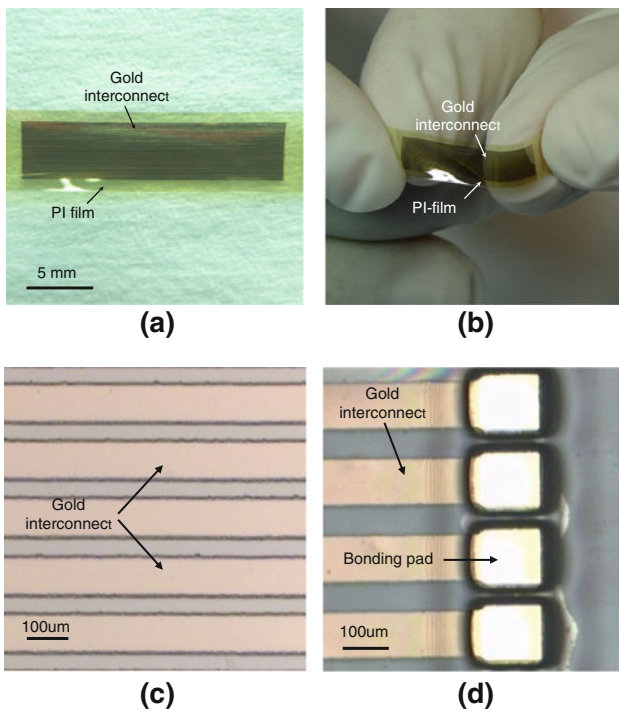 Gold
interconnect
PI film
5 mm
(a)
Gold
interconnect
PI-film
(b)
Gold
interconnect
100um
(c)
Gold
interconnect
Bonding pad
100um
(d)